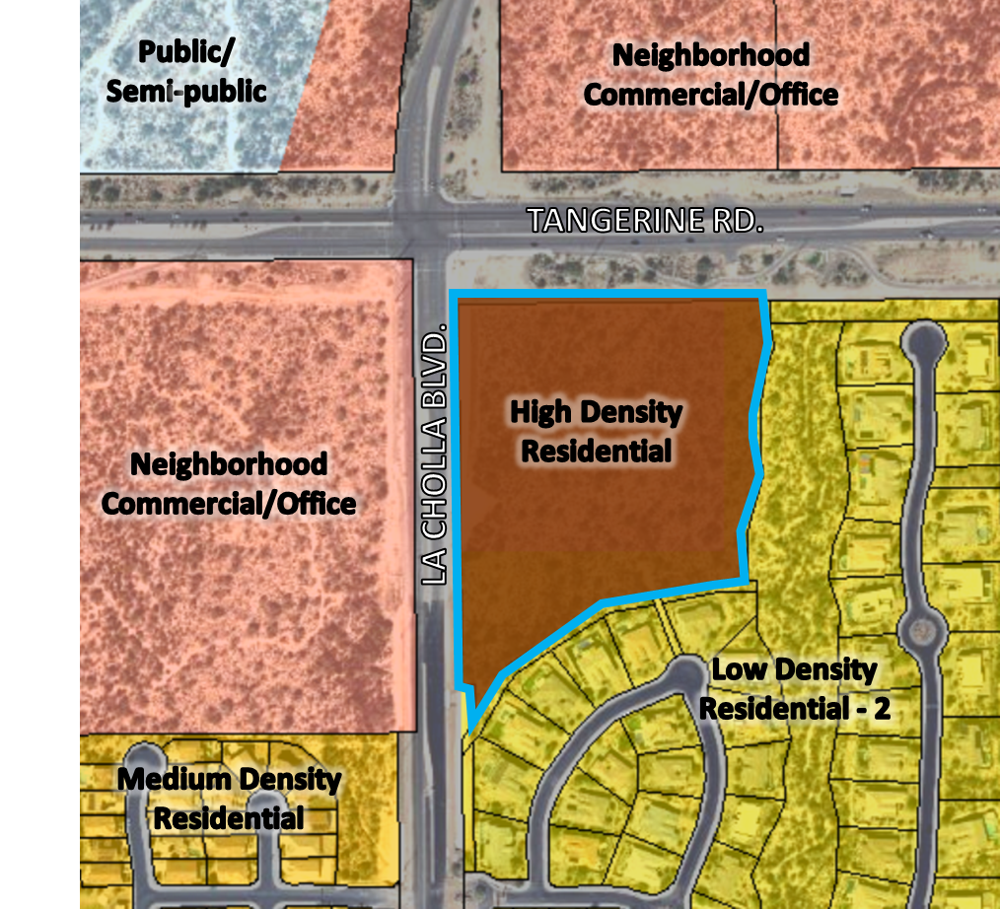 Public/
Semi-public
Neighborhood
Commercial/Office
TANGERINE RD.
LA CHOLLA BLVD.
High Density
Residential
Neighborhood
Commercial/Office
Low Density
Residential - 2
Medium Density
Residential